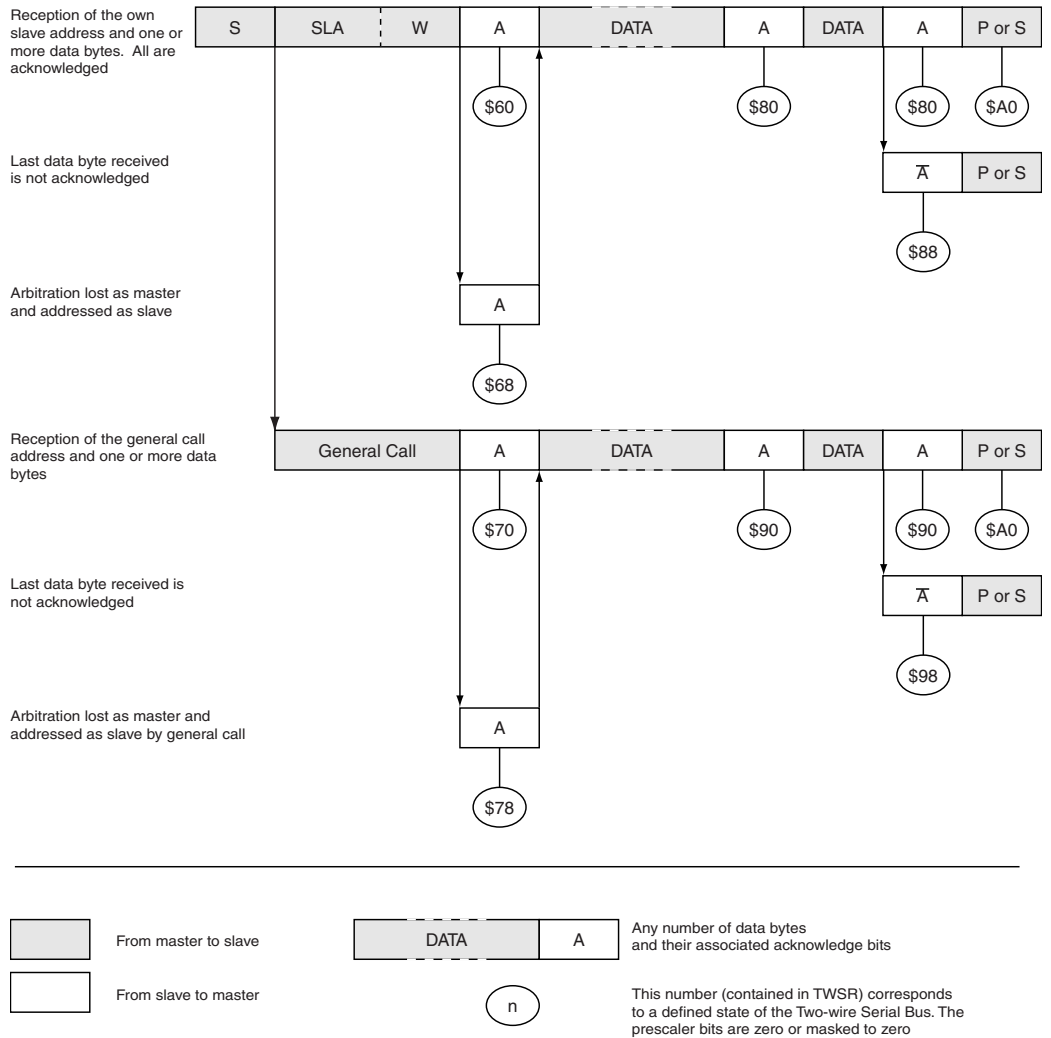 Reception of the own
slave address and one or
more data bytes. All are
acknowledged
S SLA W A DATA A DATA A P or S
$60 $80 $80 $A0
Last data byte received
is not acknowledged
A̅ P or S
$88
Arbitration lost as master
and addressed as slave
A
$68
Reception of the general call
address and one or more data
bytes
General Call A DATA A DATA A P or S
$70 $90 $90 $A0
Last data byte received is
not acknowledged
A̅ P or S
$98
Arbitration lost as master and
addressed as slave by general call
A
$78
From master to slave
DATA A
Any number of data bytes
and their associated acknowledge bits
From slave to master
n
This number (contained in TWSR) corresponds
to a defined state of the Two-wire Serial Bus. The
prescaler bits are zero or masked to zero